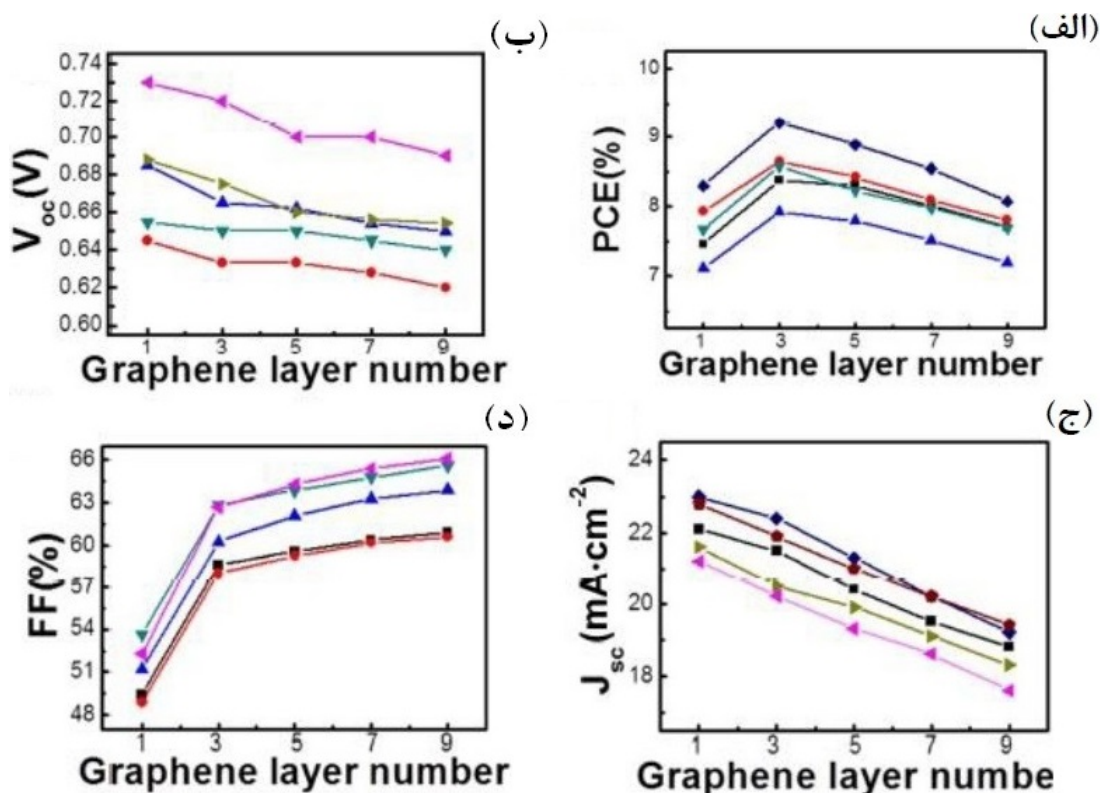 (الف)
10
9
8
7
PCE(%)
1 3 5 7 9
Graphene layer number
(ب)
0.74
0.72
0.70
0.68
0.66
0.64
0.62
0.60
Voc(V)
1 3 5 7 9
Graphene layer number
(ج)
24
22
20
18
Jsc(mA·cm-2)
1 3 5 7 9
Graphene layer numbe
(د)
66
63
60
57
54
51
48
FF(%)
1 3 5 7 9
Graphene layer number